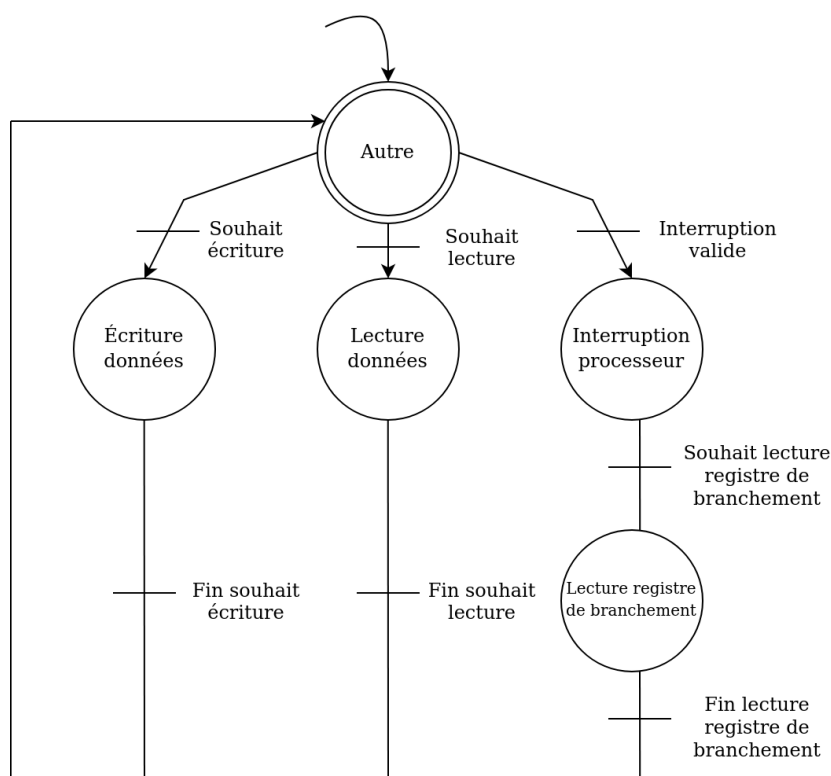 Autre
Souhait
écriture
Souhait
lecture
Interruption
valide
Écriture
données
Lecture
données
Interruption
processeur
Souhait lecture
registre de
branchement
Fin souhait
écriture
Fin souhait
lecture
Lecture registre
de branchement
Fin lecture
registre de
branchement